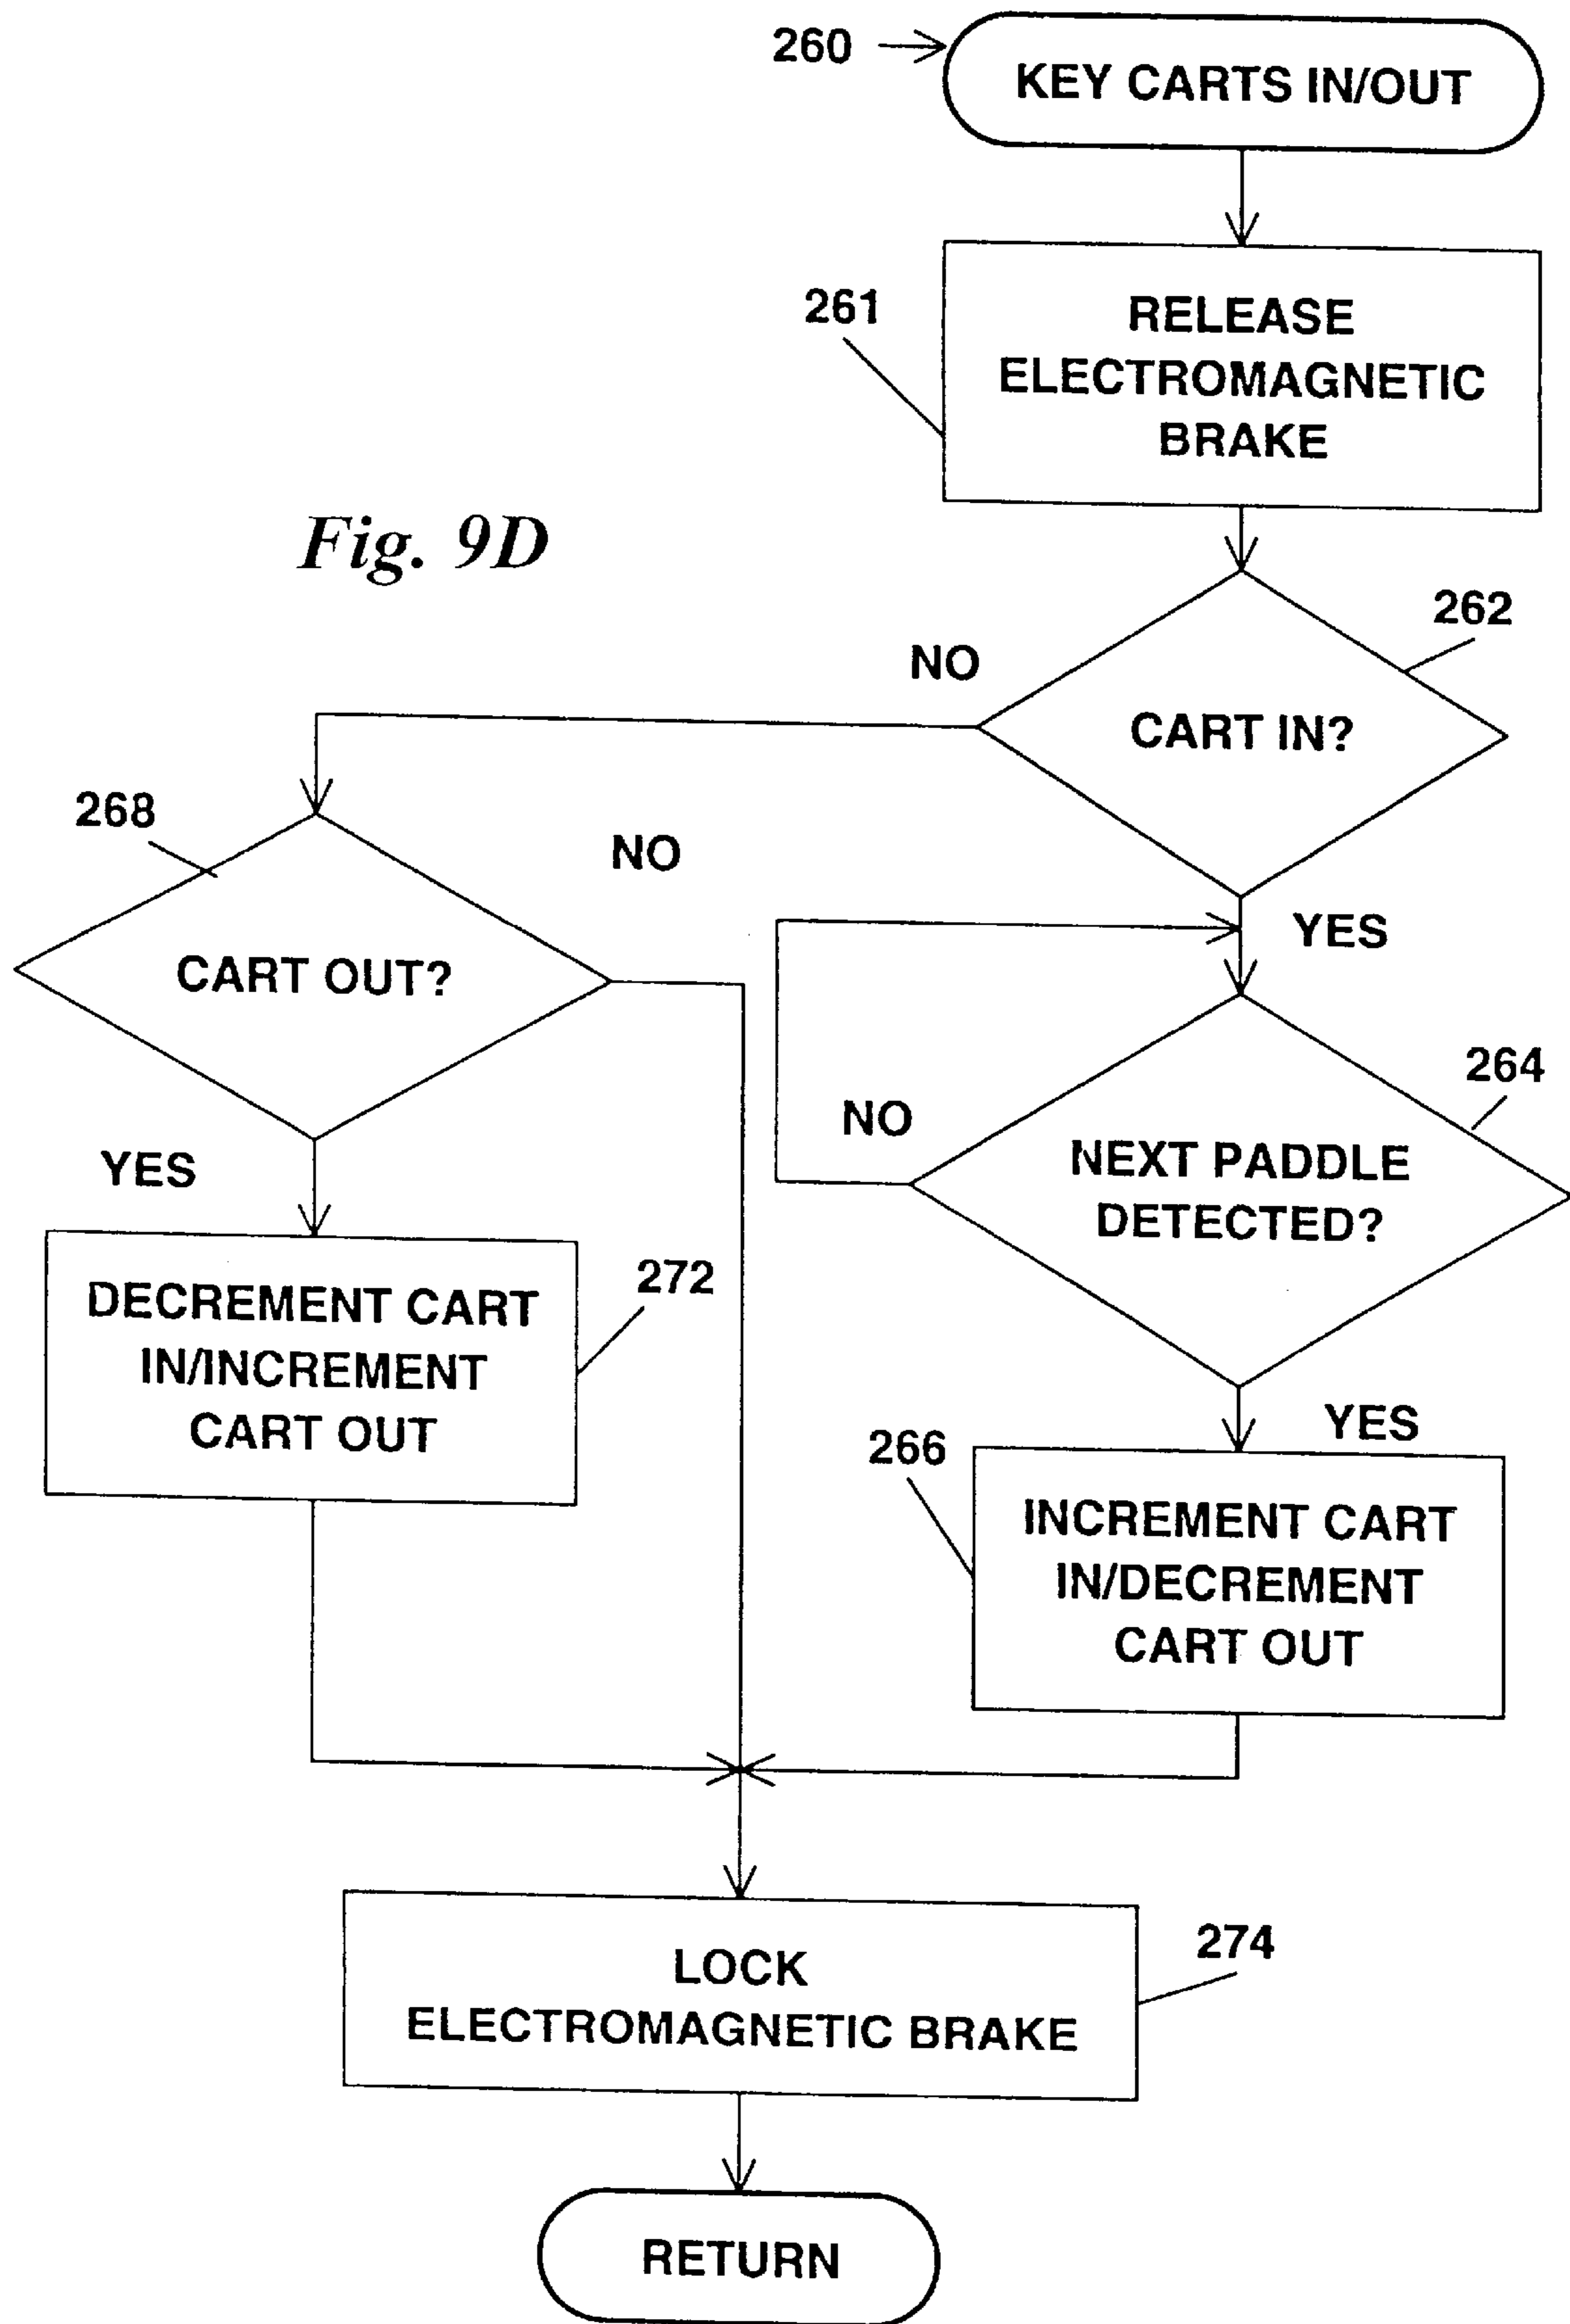 260
KEY CARTS IN/OUT
261
RELEASE
ELECTROMAGNETIC
BRAKE
Fig. 9D
262
NO
CART IN?
268
NO
YES
CART OUT?
264
NO
NEXT PADDLE
DETECTED?
YES
272
DECREMENT CART
IN/INCREMENT
CART OUT
YES
266
INCREMENT CART
IN/DECREMENT
CART OUT
274
LOCK
ELECTROMAGNETIC BRAKE
RETURN